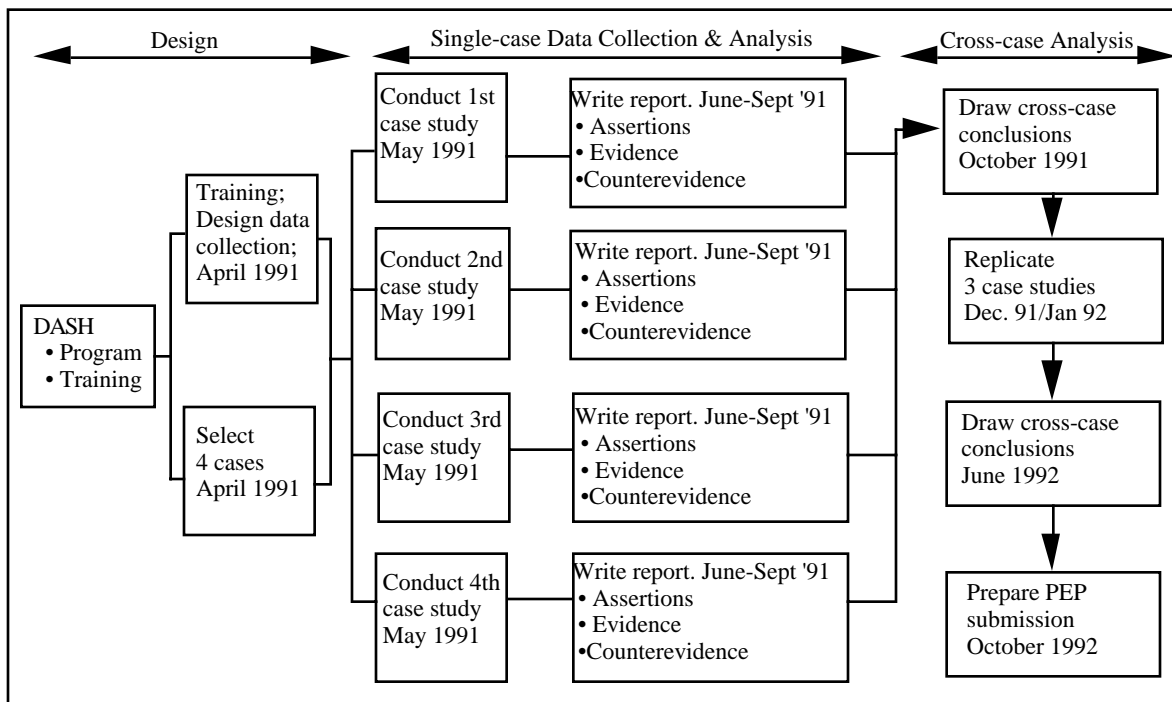 Design
Single-case Data Collection & Analysis
Cross-case Analysis
DASH
• Program
• Training
Training;
Design data
collection;
April 1991
Select
4 cases
April 1991
Conduct 1st
case study
May 1991
Write report. June-Sept '91
• Assertions
• Evidence
•Counterevidence
Conduct 2nd
case study
May 1991
Write report. June-Sept '91
• Assertions
• Evidence
•Counterevidence
Conduct 3rd
case study
May 1991
Write report. June-Sept '91
• Assertions
• Evidence
•Counterevidence
Conduct 4th
case study
May 1991
Write report. June-Sept '91
• Assertions
• Evidence
•Counterevidence
Draw cross-case
conclusions
October 1991
Replicate
3 case studies
Dec. 91/Jan 92
Draw cross-case
conclusions
June 1992
Prepare PEP
submission
October 1992